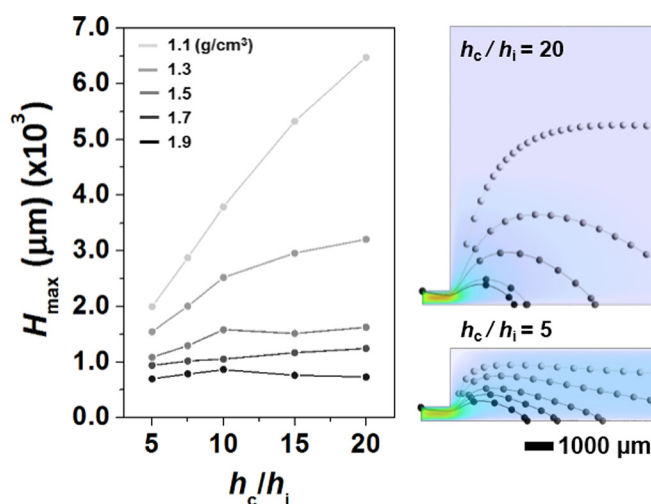 7.0
6.0
5.0
4.0
3.0
2.0
1.0
0.0
H_max (μm) (x10³)
1.1 (g/cm³)
1.3
1.5
1.7
1.9
5 10 15 20
h_c/h_i
h_c / h_i = 20
h_c / h_i = 5
1000 μm